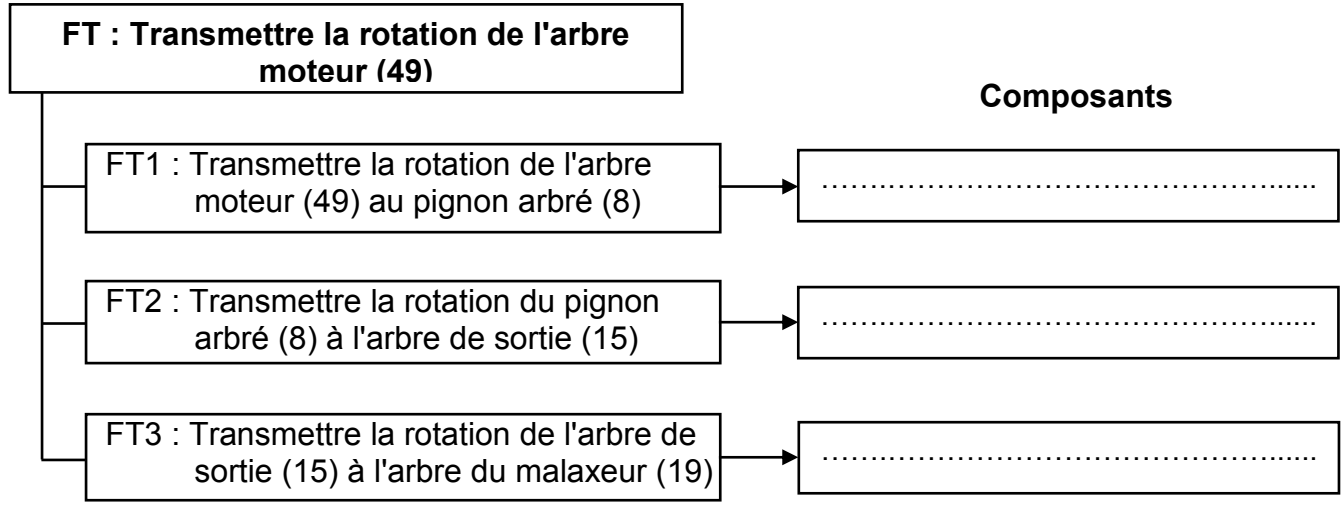 FT : Transmettre la rotation de l'arbre
moteur (49)
Composants
FT1 : Transmettre la rotation de l'arbre
moteur (49) au pignon arbré (8)
…………………………………………......
FT2 : Transmettre la rotation du pignon
arbré (8) à l'arbre de sortie (15)
…………………………………………......
FT3 : Transmettre la rotation de l'arbre de
sortie (15) à l'arbre du malaxeur (19)
…………………………………………......